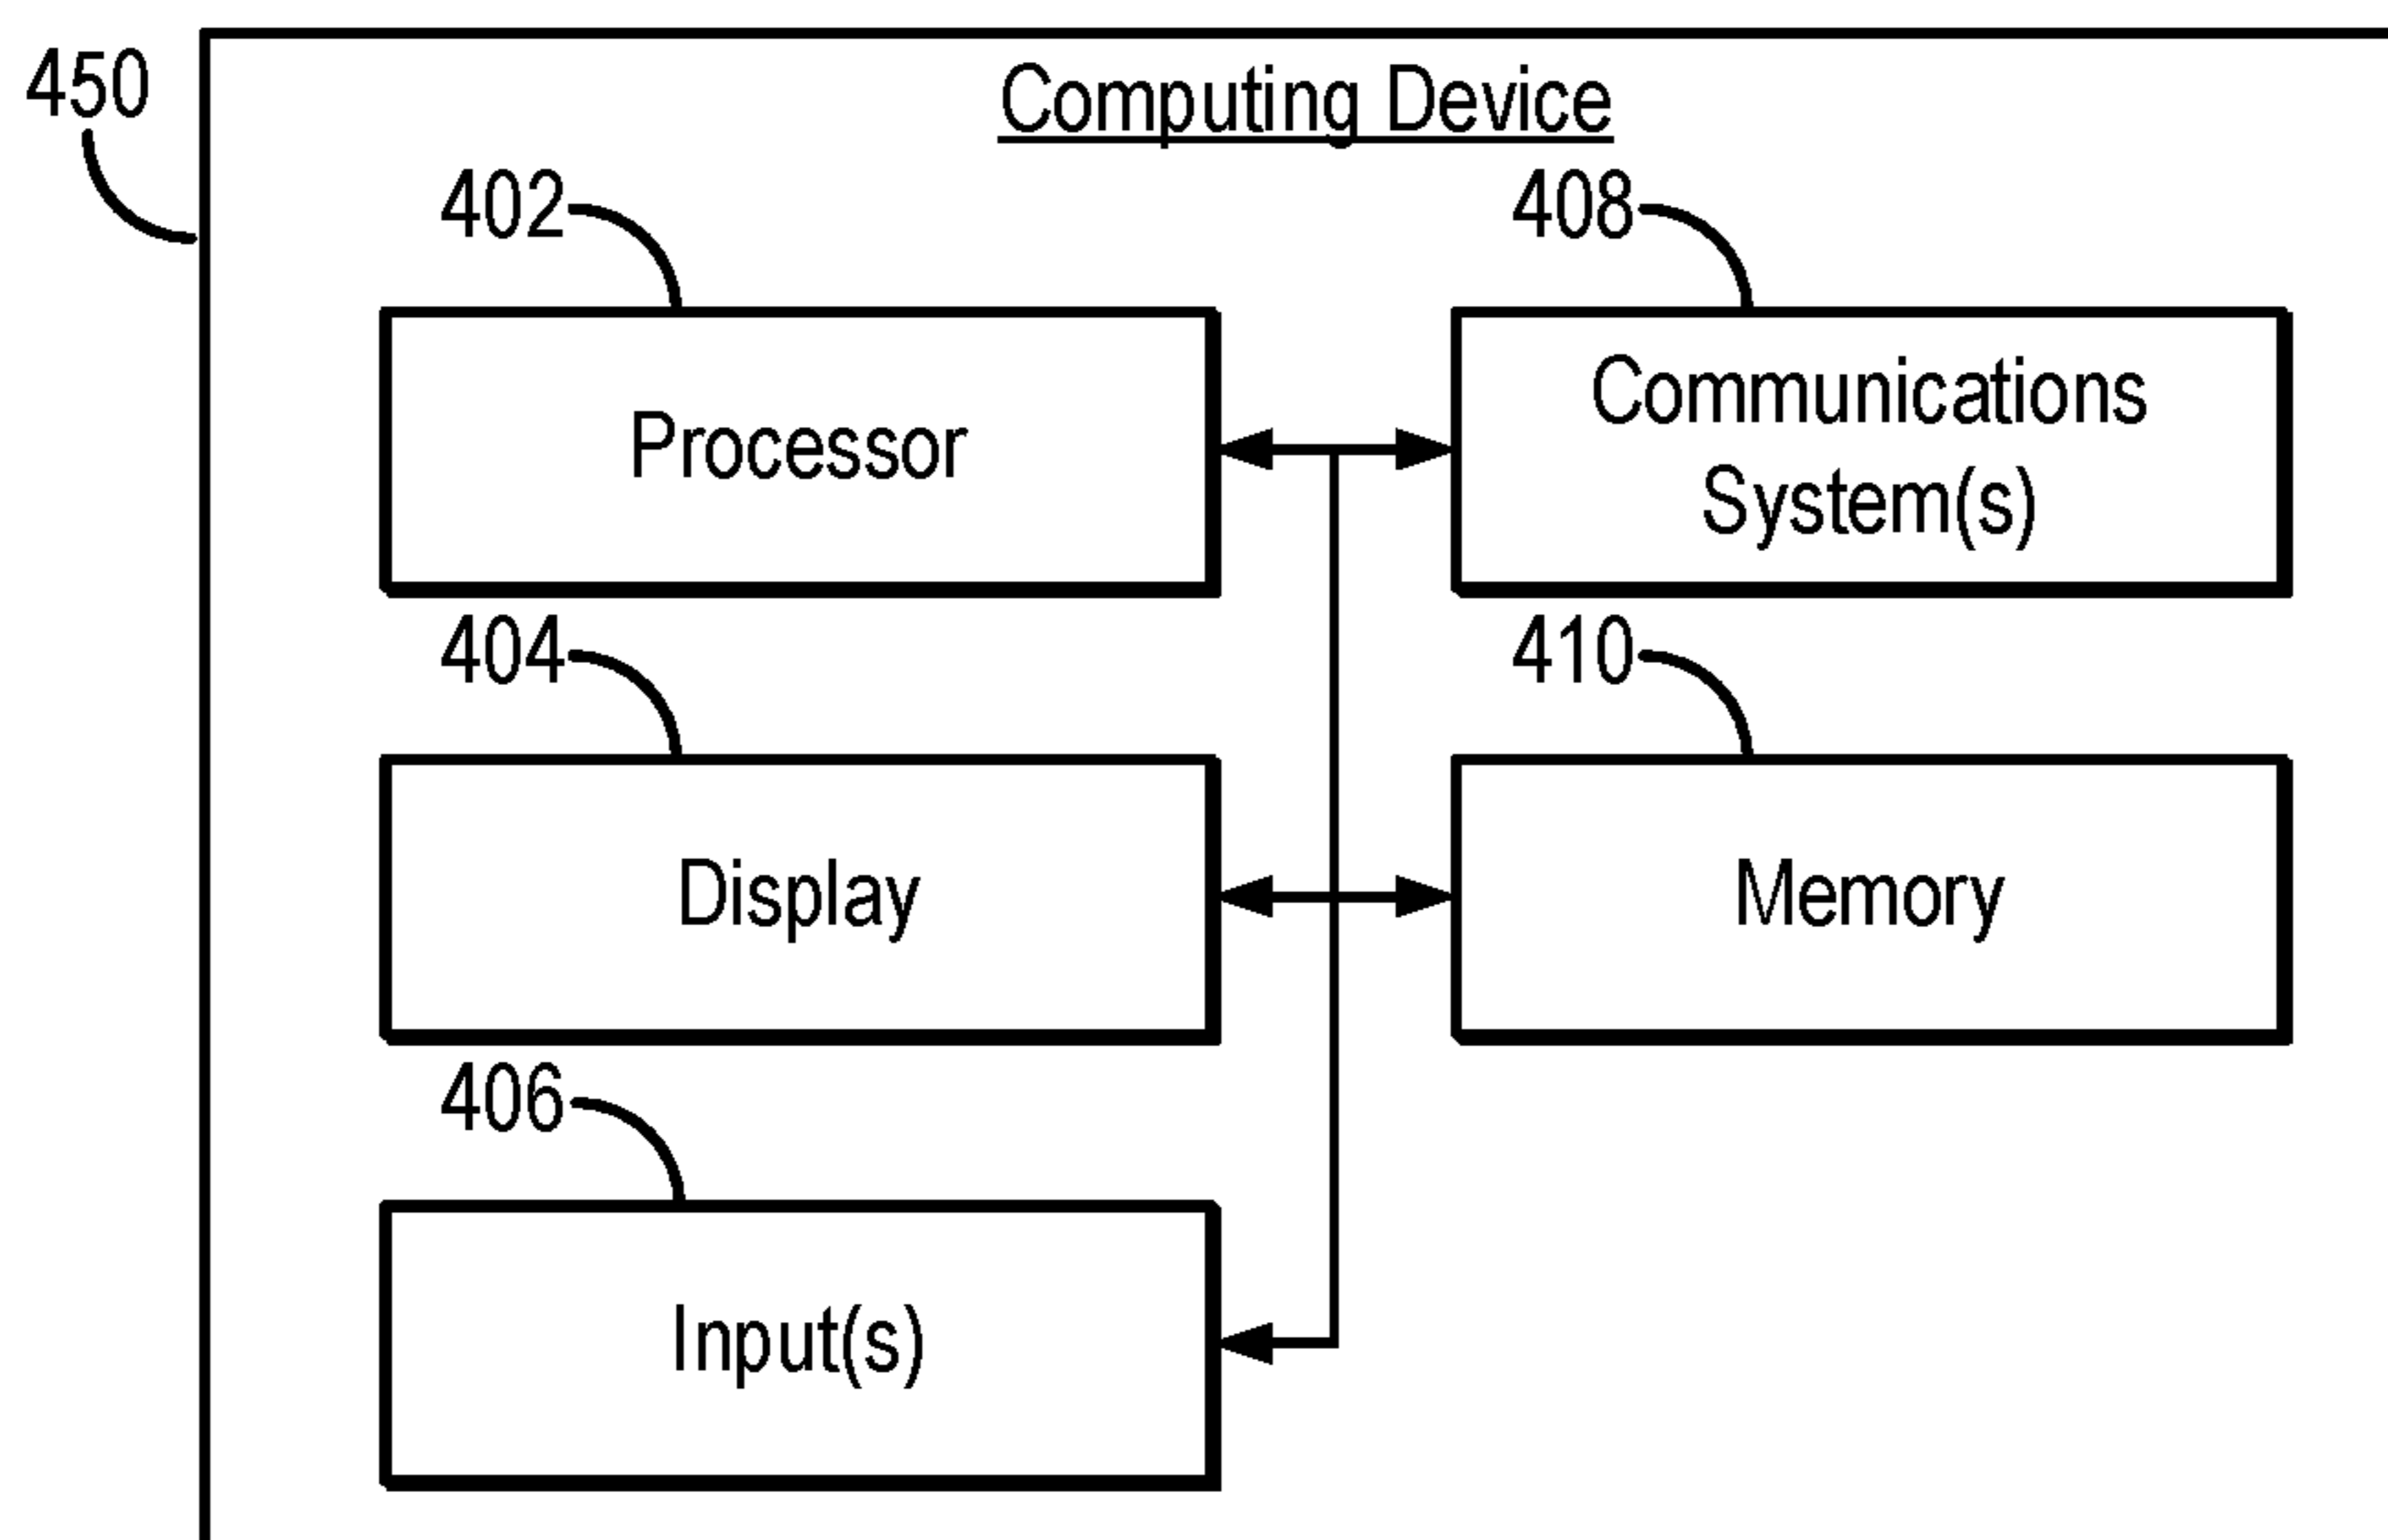 450
Computing Device
402
408
Processor
Communications
System(s)
404
410
Display
Memory
406
Input(s)